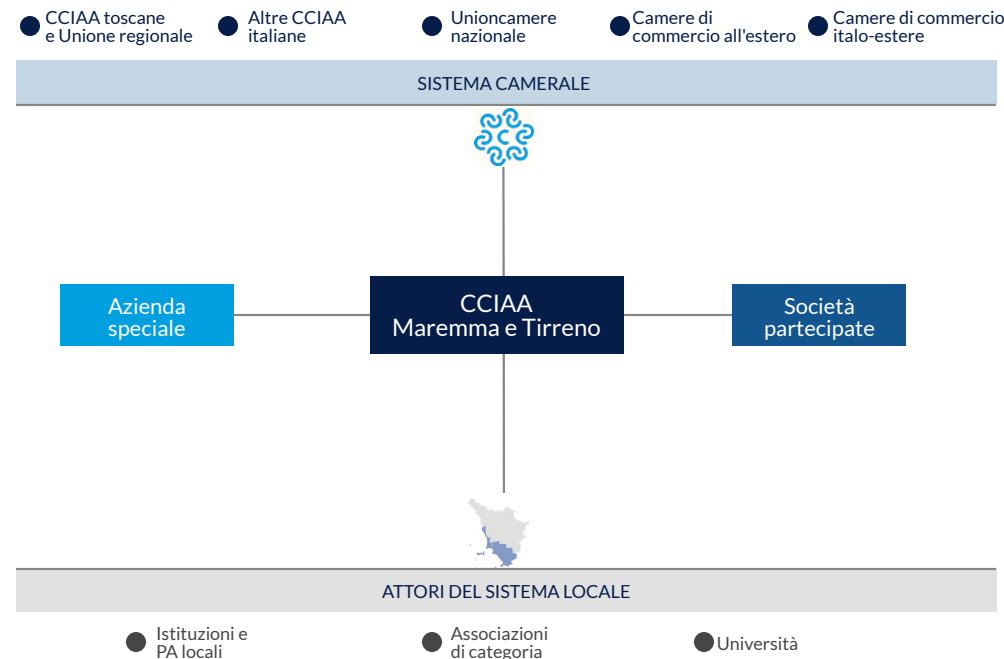 CCIAA toscane
e Unione regionale
Altre CCIAA
italiane
Unioncamere
nazionale
Camere di
commercio all'estero
Camere di commercio
italo-estere
SISTEMA CAMERALE
C
Azienda
speciale
CCIAA
Maremma e Tirreno
Società
partecipate
ATTORI DEL SISTEMA LOCALE
Istituzioni e
PA locali
Associazioni
di categoria
Università